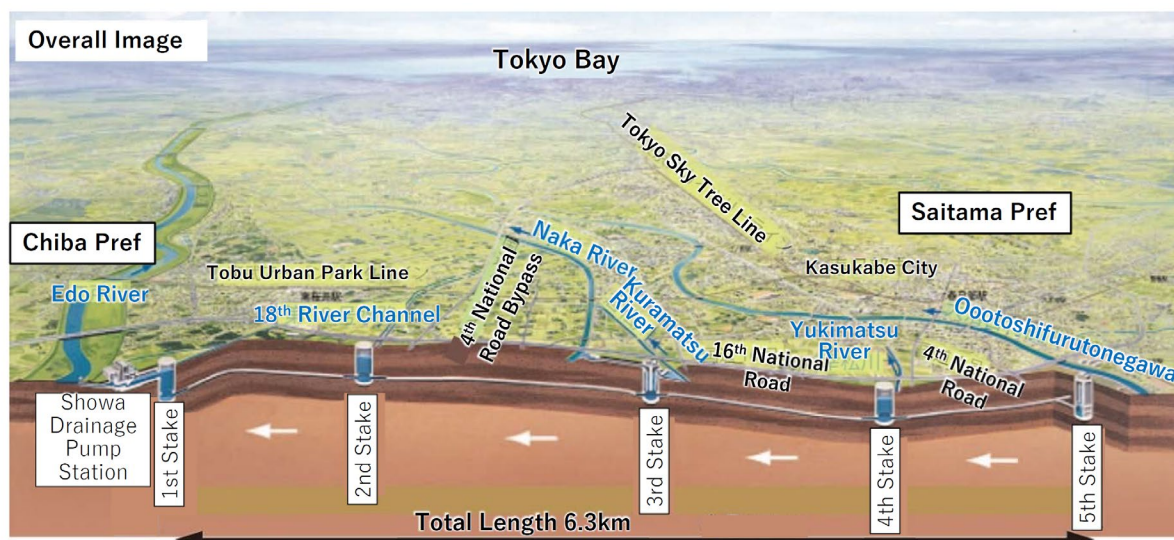 Overall Image
Tokyo Bay
Tokyo Sky Tree Line
Chiba Pref
Saitama Pref
Edo River
Tobu Urban Park Line
18th River Channel
4th National
Road Bypass
Naka River
Kuramatsu
River
Kasukabe City
Yukimatsu
River
16th National
Road
4th National
Road
Oootoshifurutonegawa
Showa
Drainage
Pump
Station
1st Stake
2nd Stake
3rd Stake
4th Stake
5th Stake
Total Length 6.3km